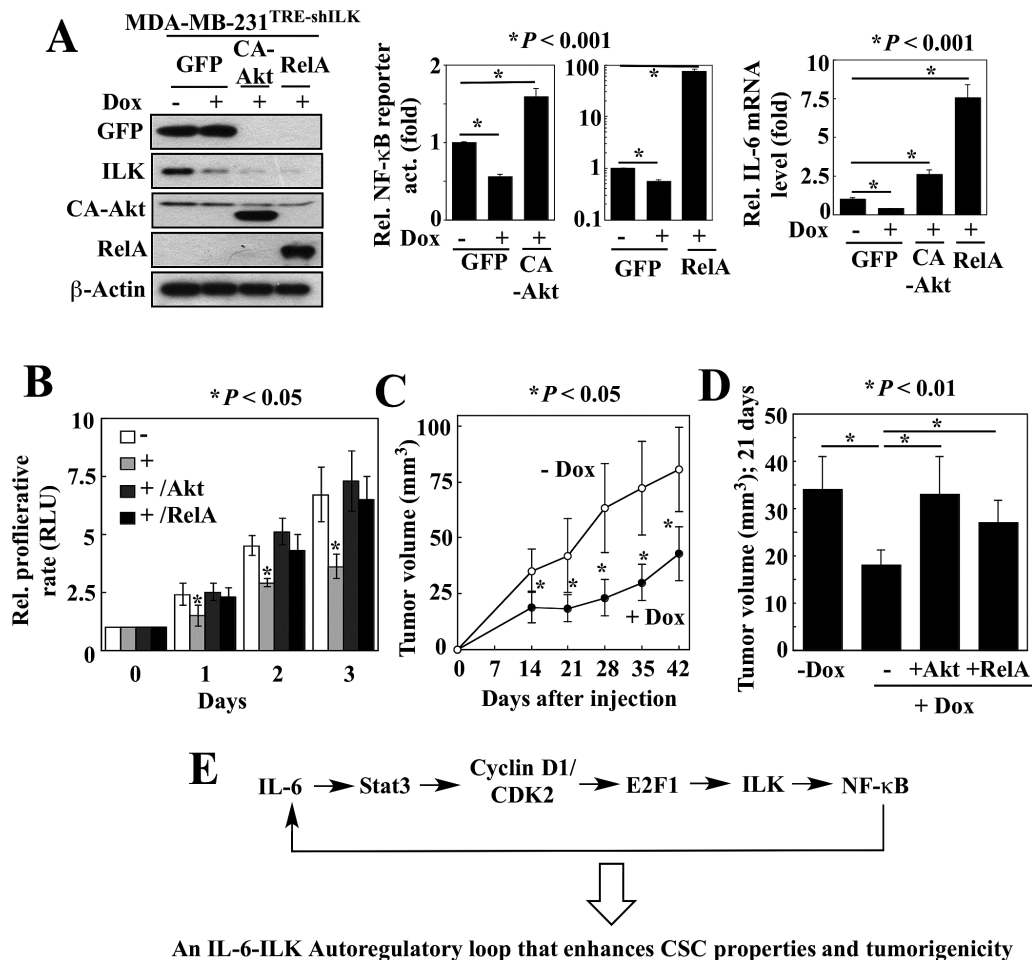 A
MDA-MB-231TRE-shILK
GFP CA-Akt RelA
Dox - + + +
GFP
ILK
CA-Akt
RelA
β-Actin
*P < 0.001
Rel. NF-κB reporter
act. (fold)
2
1
0
Dox - + +
GFP CA
-Akt
100
10
1
0.1
- + +
GFP RelA
*P < 0.001
Rel. IL-6 mRNA
level (fold)
10
7.5
2.5
0
Dox - + + +
GFP CA RelA
-Akt
* * * * * * *
B
*P < 0.05
Rel. proflierative
rate (RLU)
10
7.5
5
2.5
0
-
+
+ /Akt
+ /RelA
* * *
0 1 2 3
Days
C
*P < 0.05
Tumor volume (mm3)
100
75
50
25
0
- Dox
+ Dox
* * * * *
0 7 14 21 28 35 42
Days after injection
D
*P < 0.01
Tumor volume (mm3); 21 days
50
40
30
20
10
0
* * *
-Dox - +Akt +RelA
+ Dox
E
IL-6 Stat3 Cyclin D1/
CDK2 E2F1 ILK NF-κB
An IL-6-ILK Autoregulatory loop that enhances CSC properties and tumorigenicity